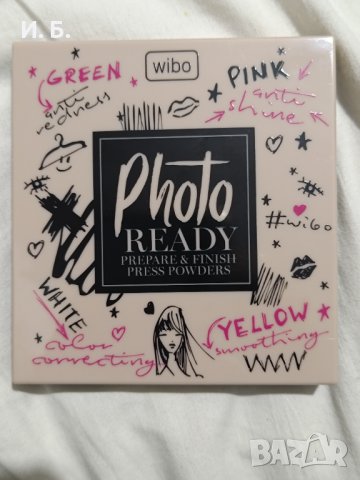 И. Б.
wibo
GREEN
anti
redness
PINK
anti
shine
Photo
READY
PREPARE & FINISH
PRESS POWDERS
#wibo
WHITE
color
correcting
YELLOW
smoothing
BAZAR
bg